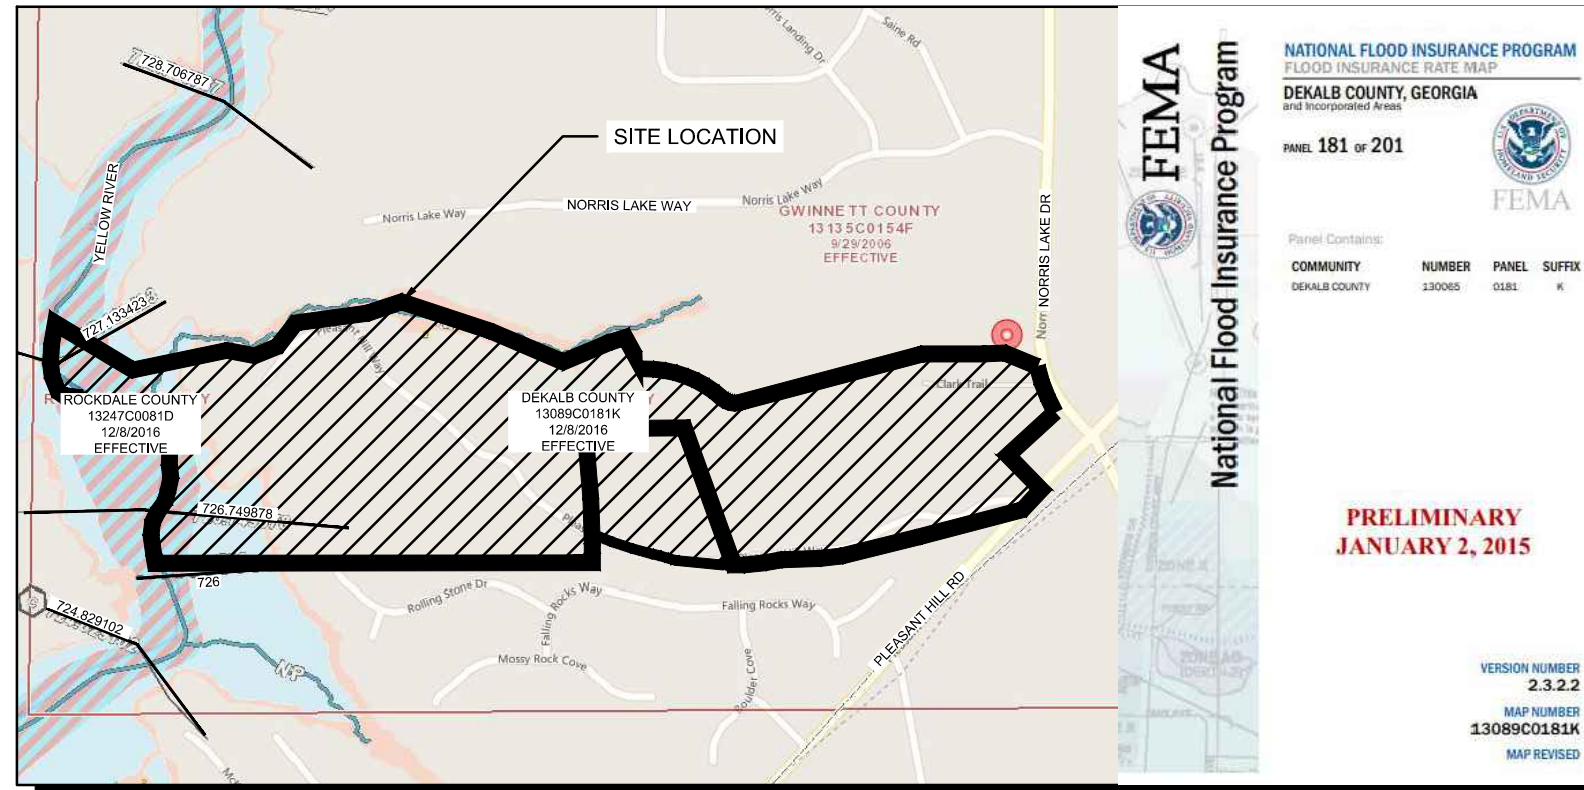 728.706787
YELLOW RIVER
SITE LOCATION
Norris Landing Dr
Saine Rd
Norris Lake Way
NORRIS LAKE WAY
Norris Lake Way
GWINNETT COUNTY
13135C0154F
9/29/2006
EFFECTIVE
NORRIS LAKE DR
Norri
727.133423
Pleasant Hill Way
ROCKDALE COUNTY
13247C0081D
12/8/2016
EFFECTIVE
DEKALB COUNTY
13089C0181K
12/8/2016
EFFECTIVE
Clark Trail
726.749878
726
724.829102
Rolling Stone Dr
Falling Rocks Way
Falling Rocks Way
Mossy Rock Cove
Boulder Cove
PLEASANT HILL RD
FEMA
National Flood Insurance Program
NATIONAL FLOOD INSURANCE PROGRAM
FLOOD INSURANCE RATE MAP
DEKALB COUNTY, GEORGIA
and Incorporated Areas
PANEL 181 OF 201
FEMA
Panel Contains:
COMMUNITY NUMBER PANEL SUFFIX
DEKALB COUNTY 130065 0181 K
PRELIMINARY
JANUARY 2, 2015
VERSION NUMBER
2.3.2.2
MAP NUMBER
13089C0181K
MAP REVISED